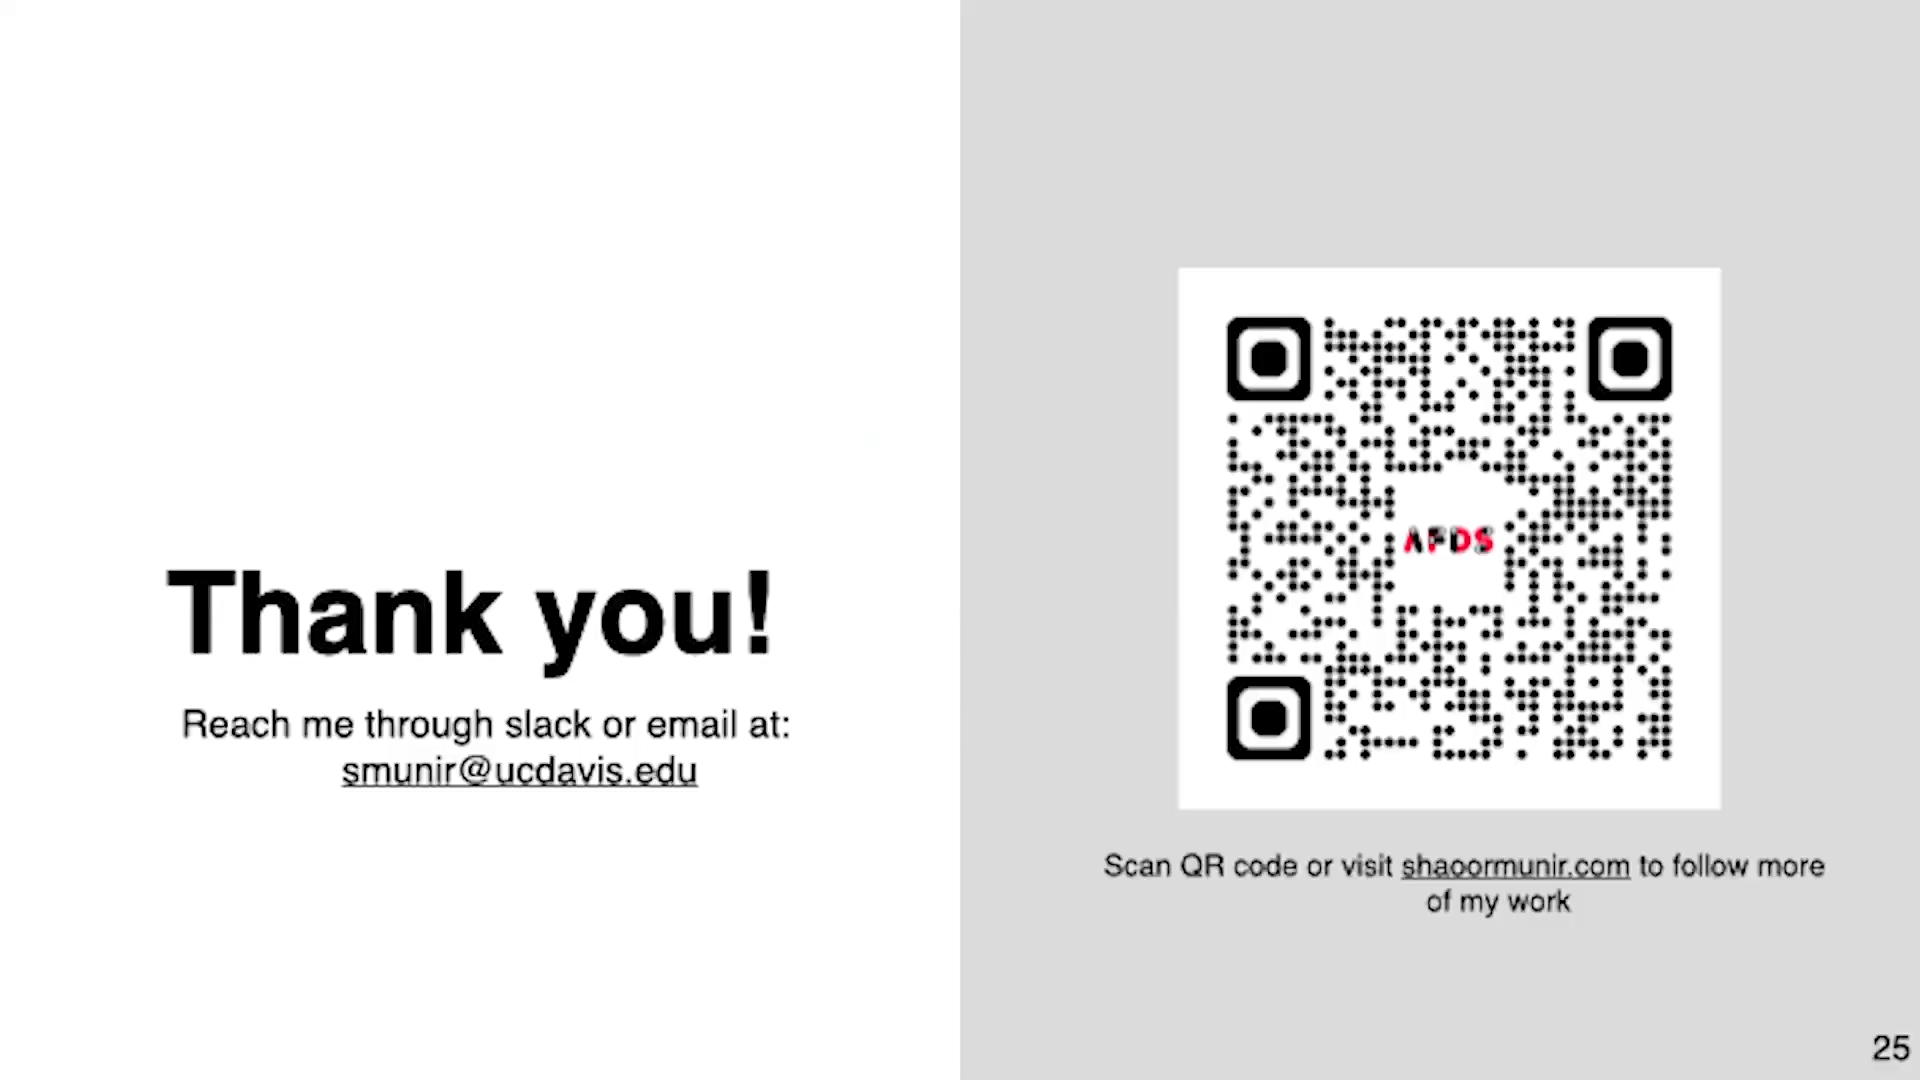 Thank you!
Reach me through slack or email at:
smunir@ucdavis.edu
AFDS
Scan QR code or visit shaoormunir.com to follow more
of my work
25